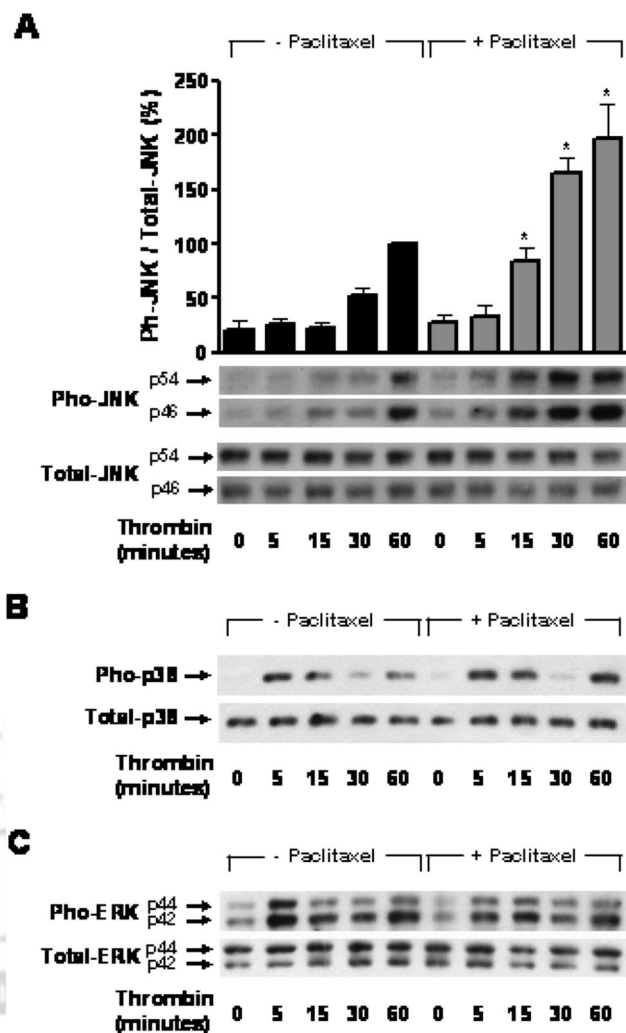 A
- Paclitaxel + Paclitaxel
Ph-JNK / Total-JNK (%)
250
200
150
100
50
0
* * *
Pho-JNK p54
p46
Total-JNK p54
p46
Thrombin (minutes) 0 5 15 30 60 0 5 15 30 60
B
- Paclitaxel + Paclitaxel
Pho-p38
Total-p38
Thrombin (minutes) 0 5 15 30 60 0 5 15 30 60
C
- Paclitaxel + Paclitaxel
Pho-ERK p44
p42
Total-ERK p44
p42
Thrombin (minutes) 0 5 15 30 60 0 5 15 30 60